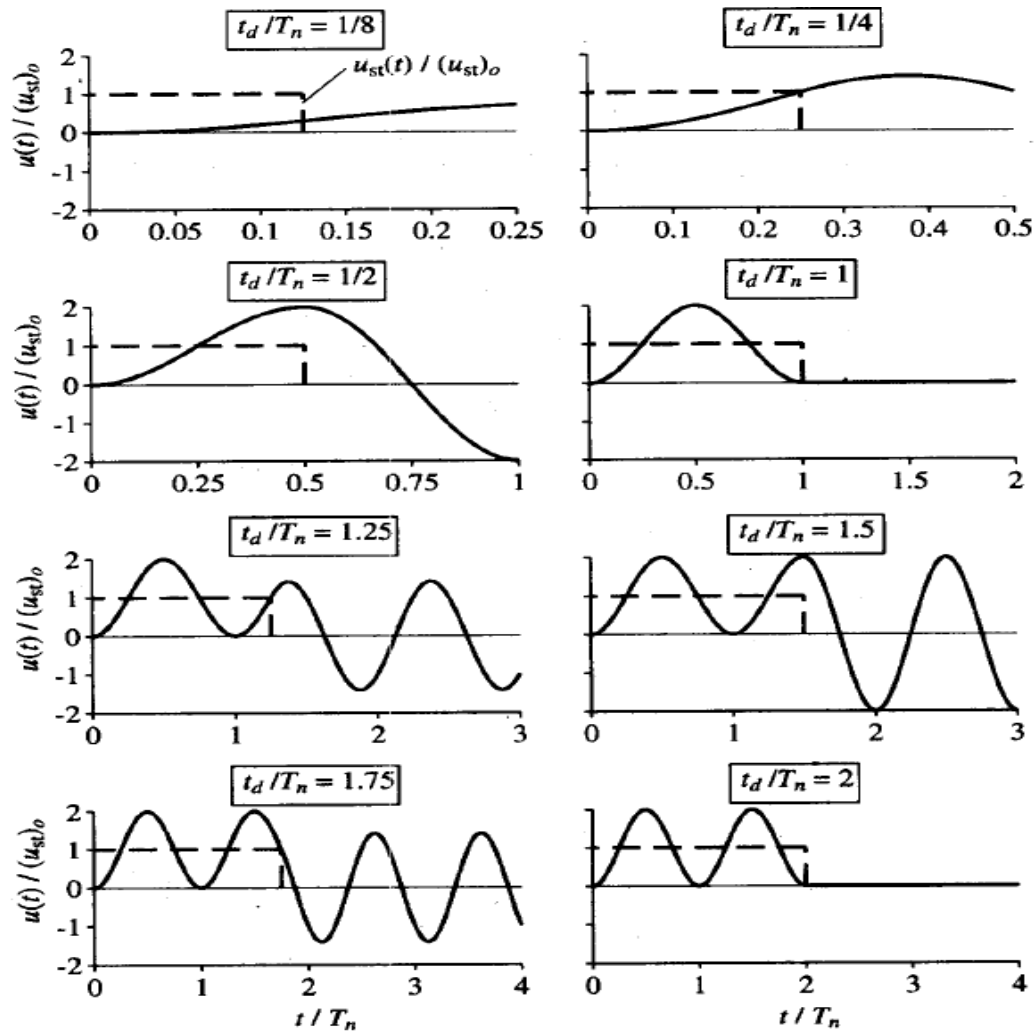 t_d /T_n = 1/8
u_st(t) / (u_st)_o
u(t) / (u_st)_o
2
1
0
-1
-2
0 0.05 0.1 0.15 0.2 0.25
t_d /T_n = 1/4
0 0.1 0.2 0.3 0.4 0.5
t_d /T_n = 1/2
u(t) / (u_st)_o
2
1
0
-1
-2
0 0.25 0.5 0.75 1
t_d /T_n = 1
0 0.5 1 1.5 2
t_d /T_n = 1.25
u(t) / (u_st)_o
2
1
0
-1
-2
0 1 2 3
t_d /T_n = 1.5
0 1 2 3
t_d /T_n = 1.75
u(t) / (u_st)_o
2
1
0
-1
-2
0 1 2 3 4
t / T_n
t_d /T_n = 2
0 1 2 3 4
t / T_n